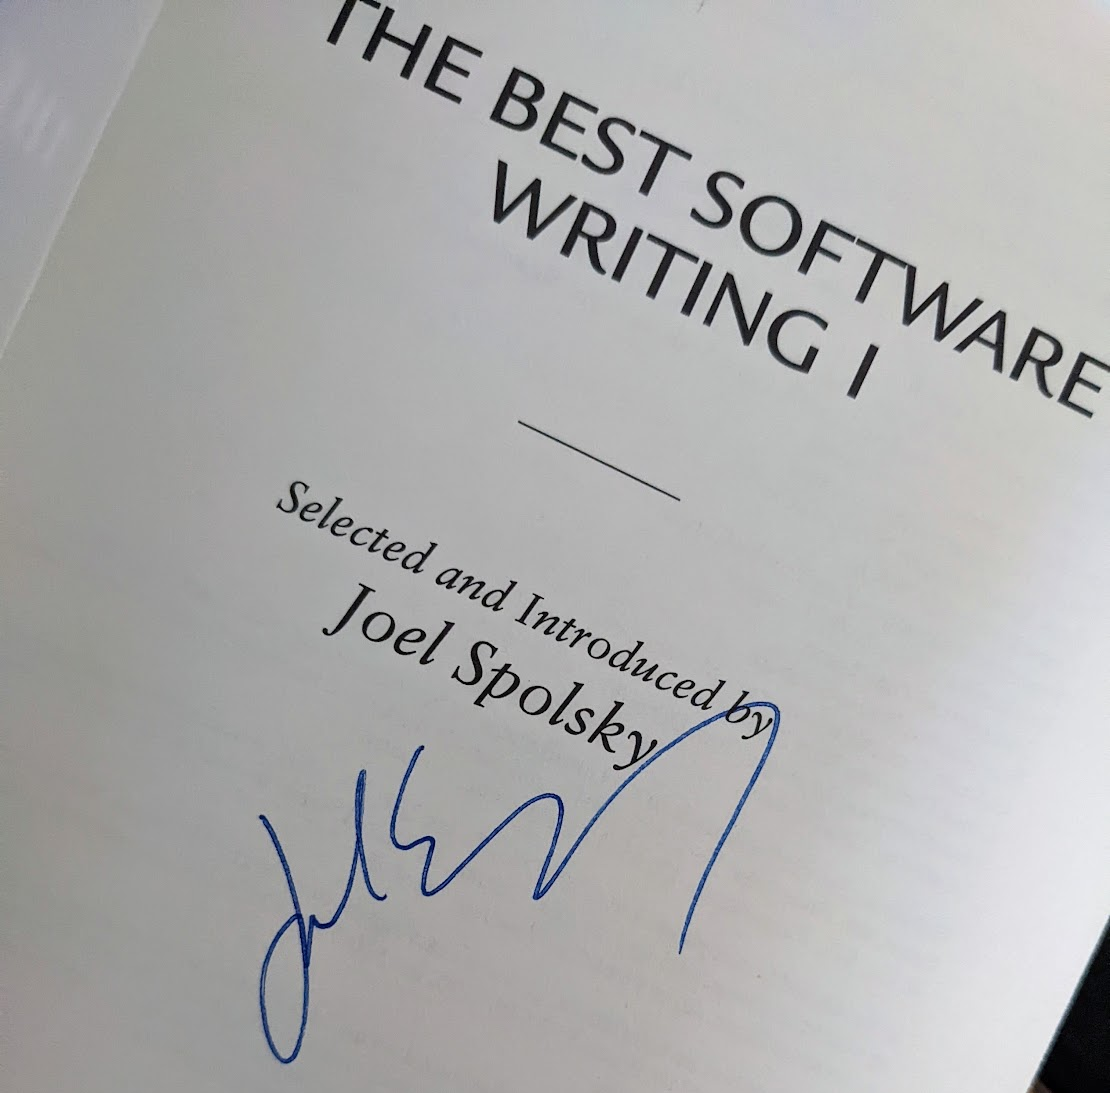 THE BEST SOFTWARE
WRITING I
Selected and Introduced by
Joel Spolsky